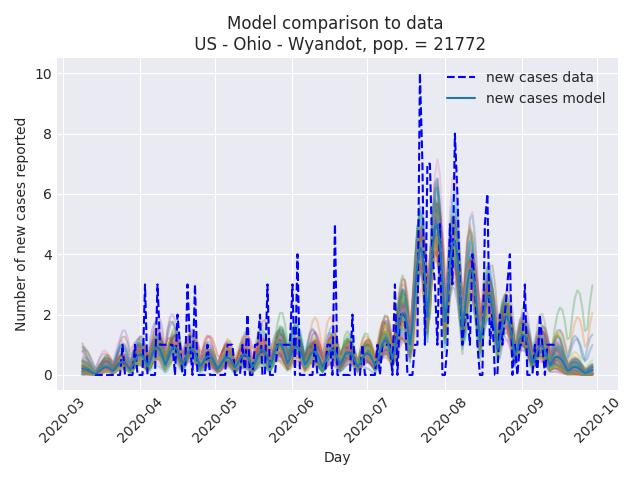 Model comparison to data
US - Ohio - Wyandot, pop. = 21772
new cases data
new cases model
Number of new cases reported
10
8
6
4
2
0
2020-03
2020-04
2020-05
2020-06
2020-07
2020-08
2020-09
2020-10
Day